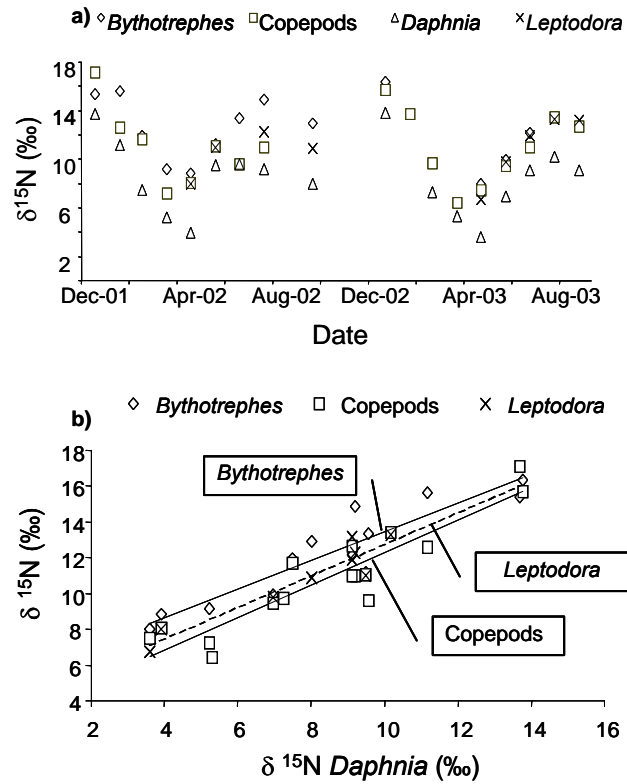 a) Bythotrephes Copepods Daphnia Leptodora
18
14
10
6
2
δ15N (‰)
Dec-01 Apr-02 Aug-02 Dec-02 Apr-03 Aug-03
Date
b) Bythotrephes Copepods Leptodora
18
16
14
12
10
8
6
4
δ 15N (‰)
Bythotrephes
Leptodora
Copepods
2 4 6 8 10 12 14 16
δ 15N Daphnia (‰)